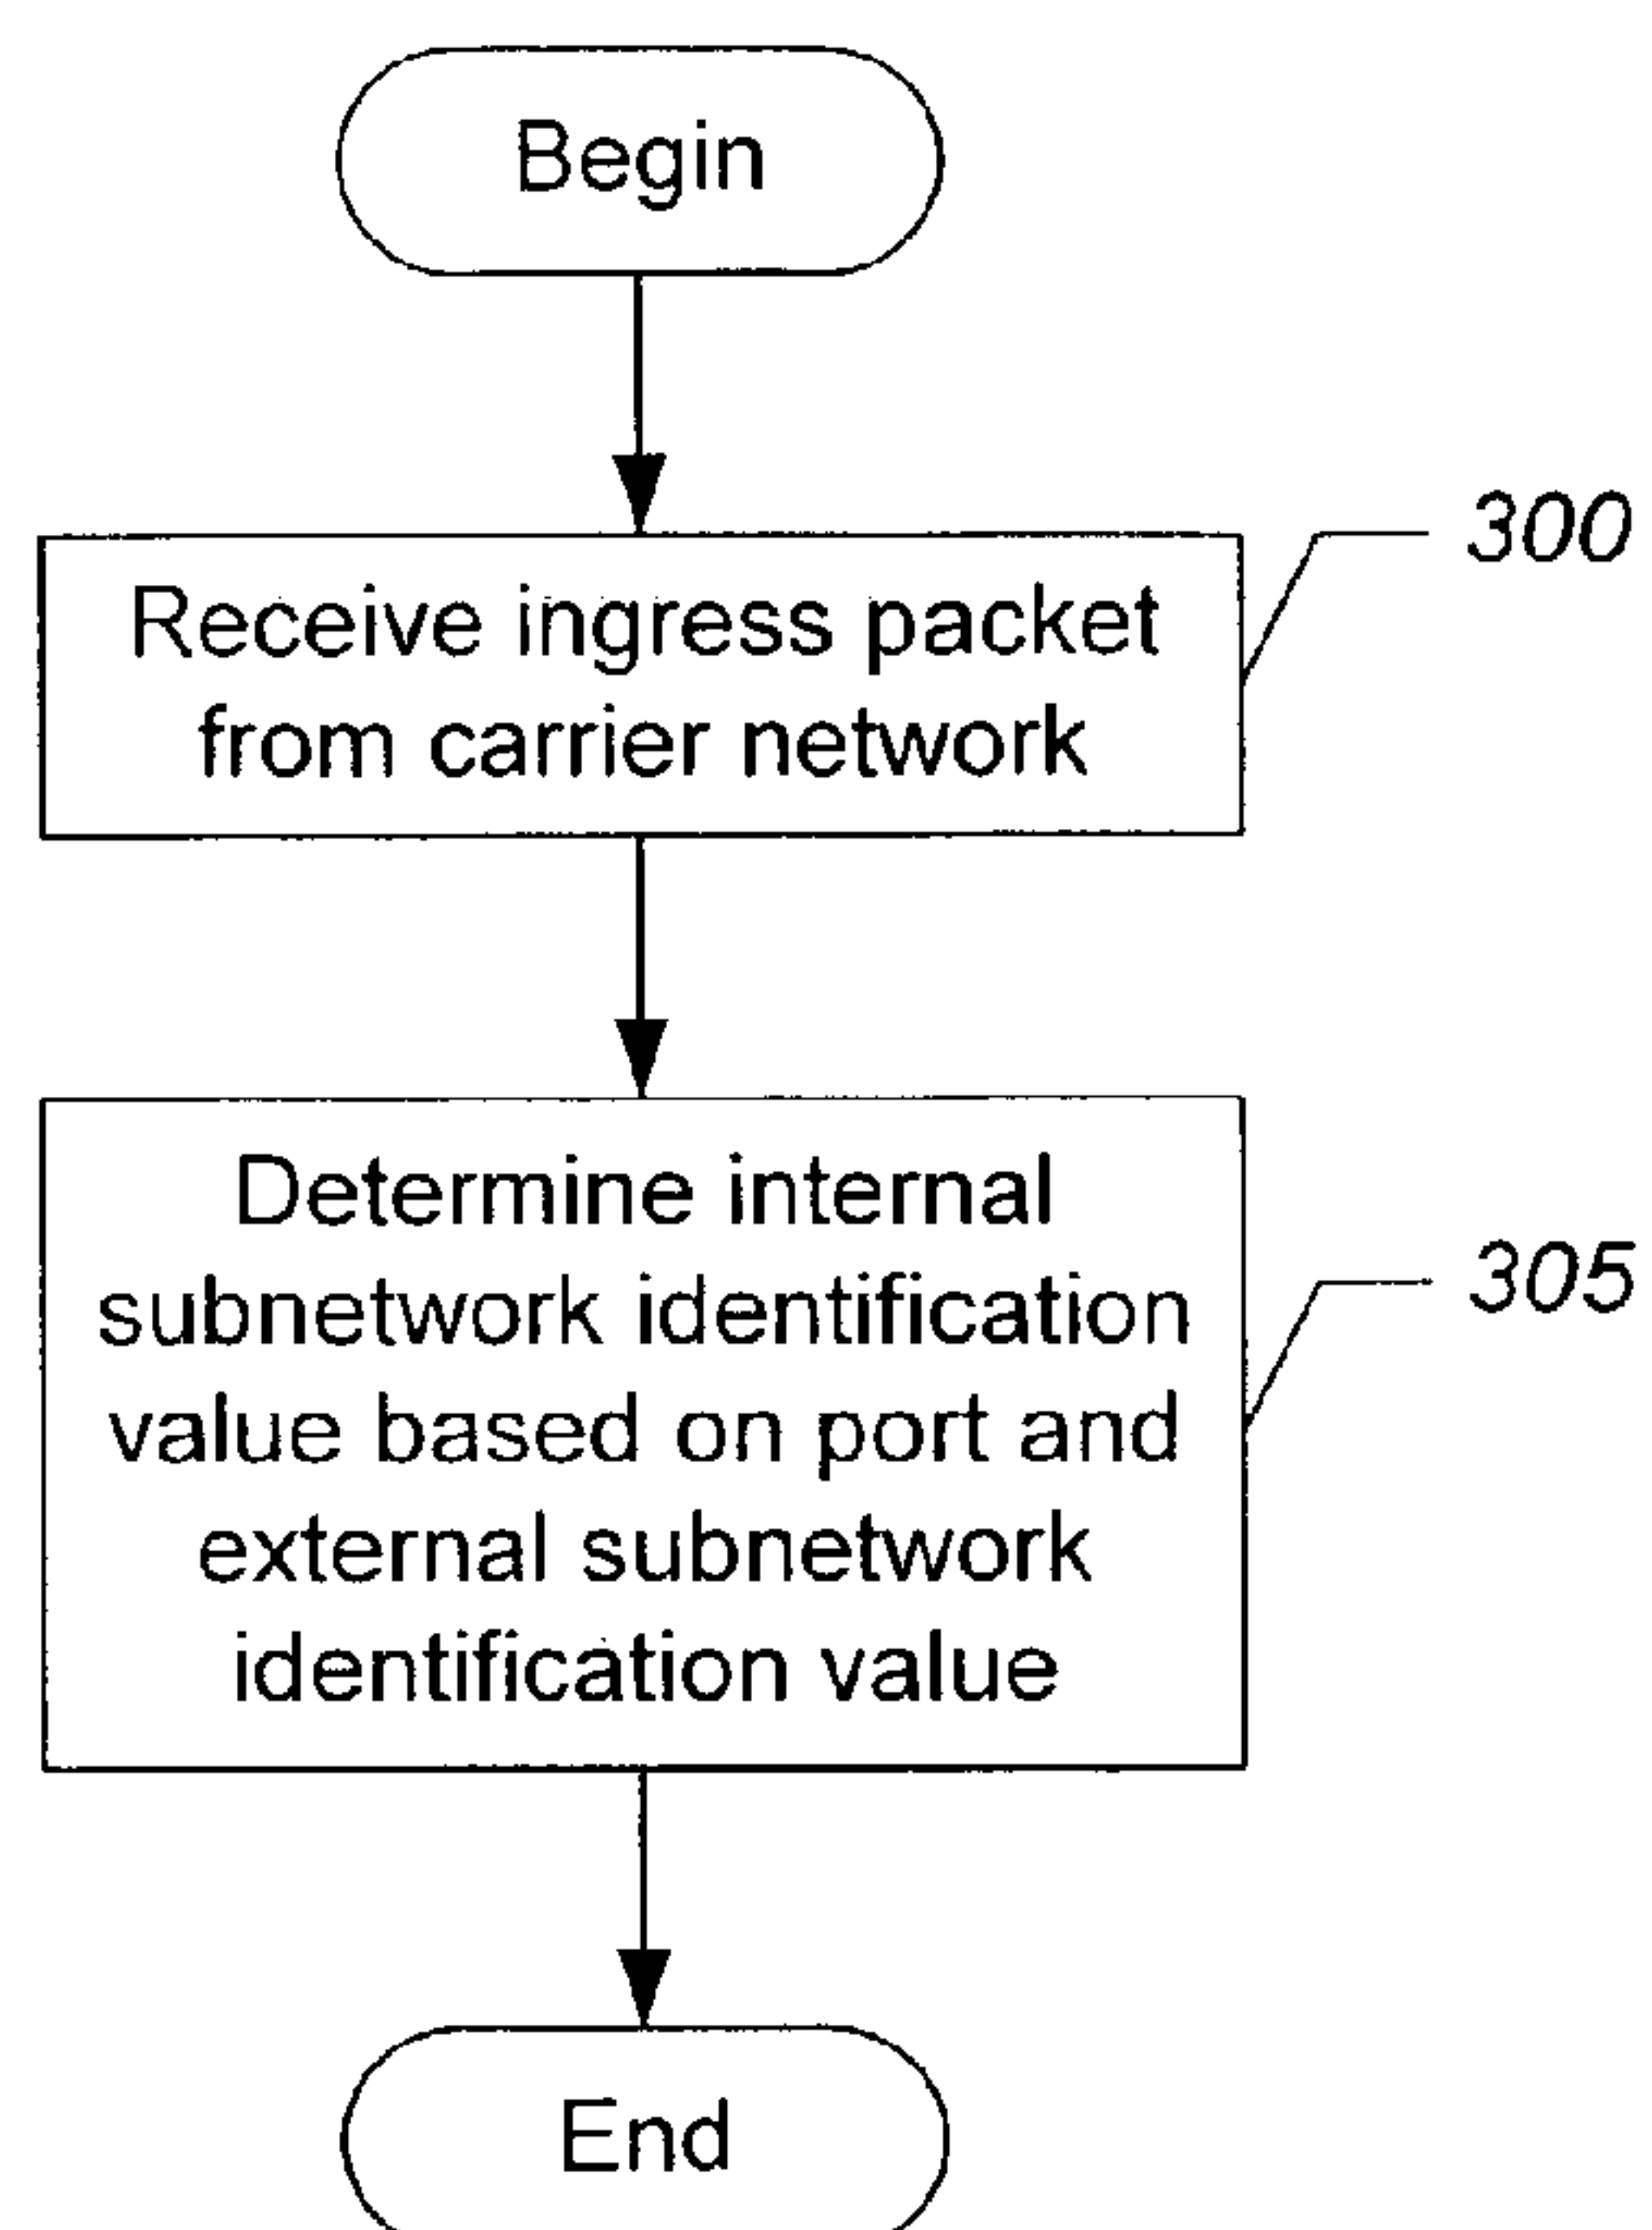 Begin
300
Receive ingress packet
from carrier network
Determine internal
subnetwork identification
value based on port and
external subnetwork
identification value
305
End